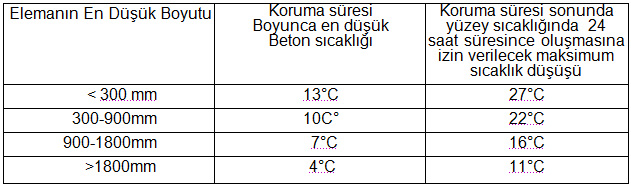 Elemanın En Düşük Boyutu
Koruma süresi
Boyunca en düşük
Beton sıcaklığı
Koruma süresi sonunda
yüzey sıcaklığında 24
saat süresince oluşmasına
izin verilecek maksimum
sıcaklık düşüşü
< 300 mm 13°C 27°C
300-900mm 10C° 22°C
900-1800mm 7°C 16°C
>1800mm 4°C 11°C